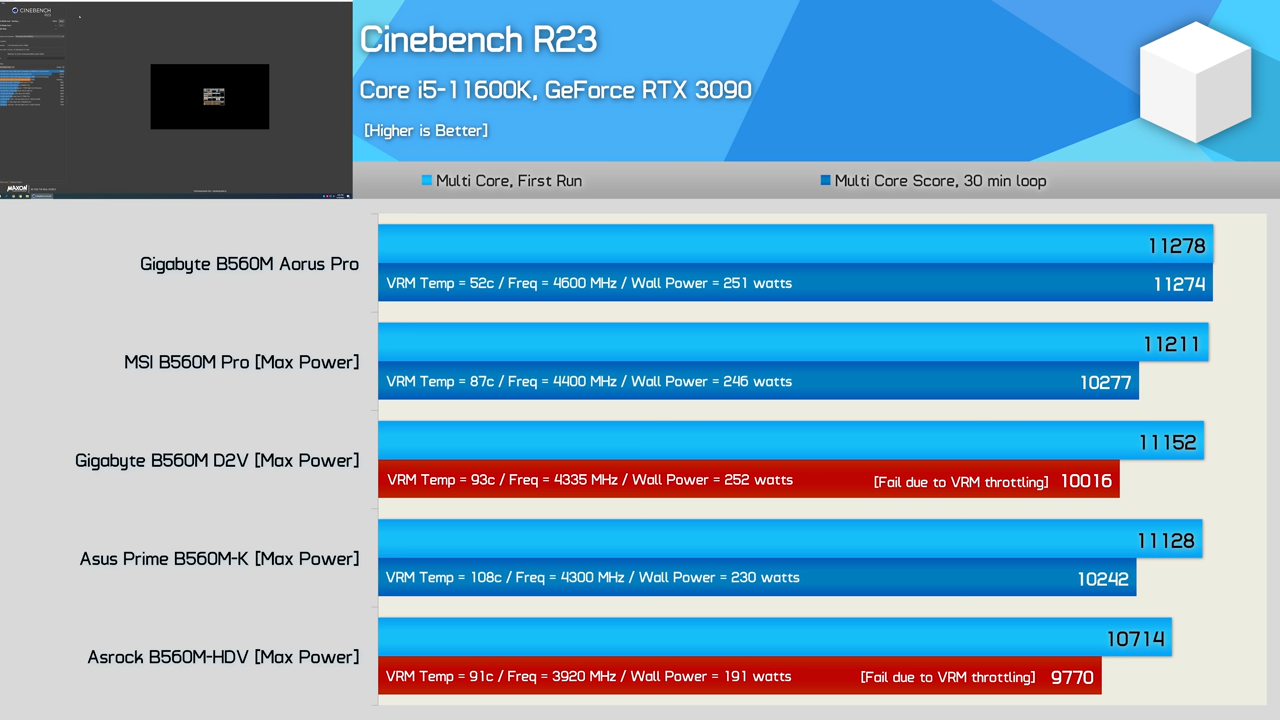 CINEBENCH
R23
MAXON
Cinebench R23
Core i5-11600K, GeForce RTX 3090
[Higher is Better]
Multi Core, First Run
Multi Core Score, 30 min loop
Gigabyte B560M Aorus Pro
11278
VRM Temp = 52c / Freq = 4600 MHz / Wall Power = 251 watts
11274
MSI B560M Pro [Max Power]
11211
VRM Temp = 87c / Freq = 4400 MHz / Wall Power = 246 watts
10277
Gigabyte B560M D2V [Max Power]
11152
VRM Temp = 93c / Freq = 4335 MHz / Wall Power = 252 watts
[Fail due to VRM throttling] 10016
Asus Prime B560M-K [Max Power]
11128
VRM Temp = 108c / Freq = 4300 MHz / Wall Power = 230 watts
10242
Asrock B560M-HDV [Max Power]
10714
VRM Temp = 91c / Freq = 3920 MHz / Wall Power = 191 watts
[Fail due to VRM throttling] 9770